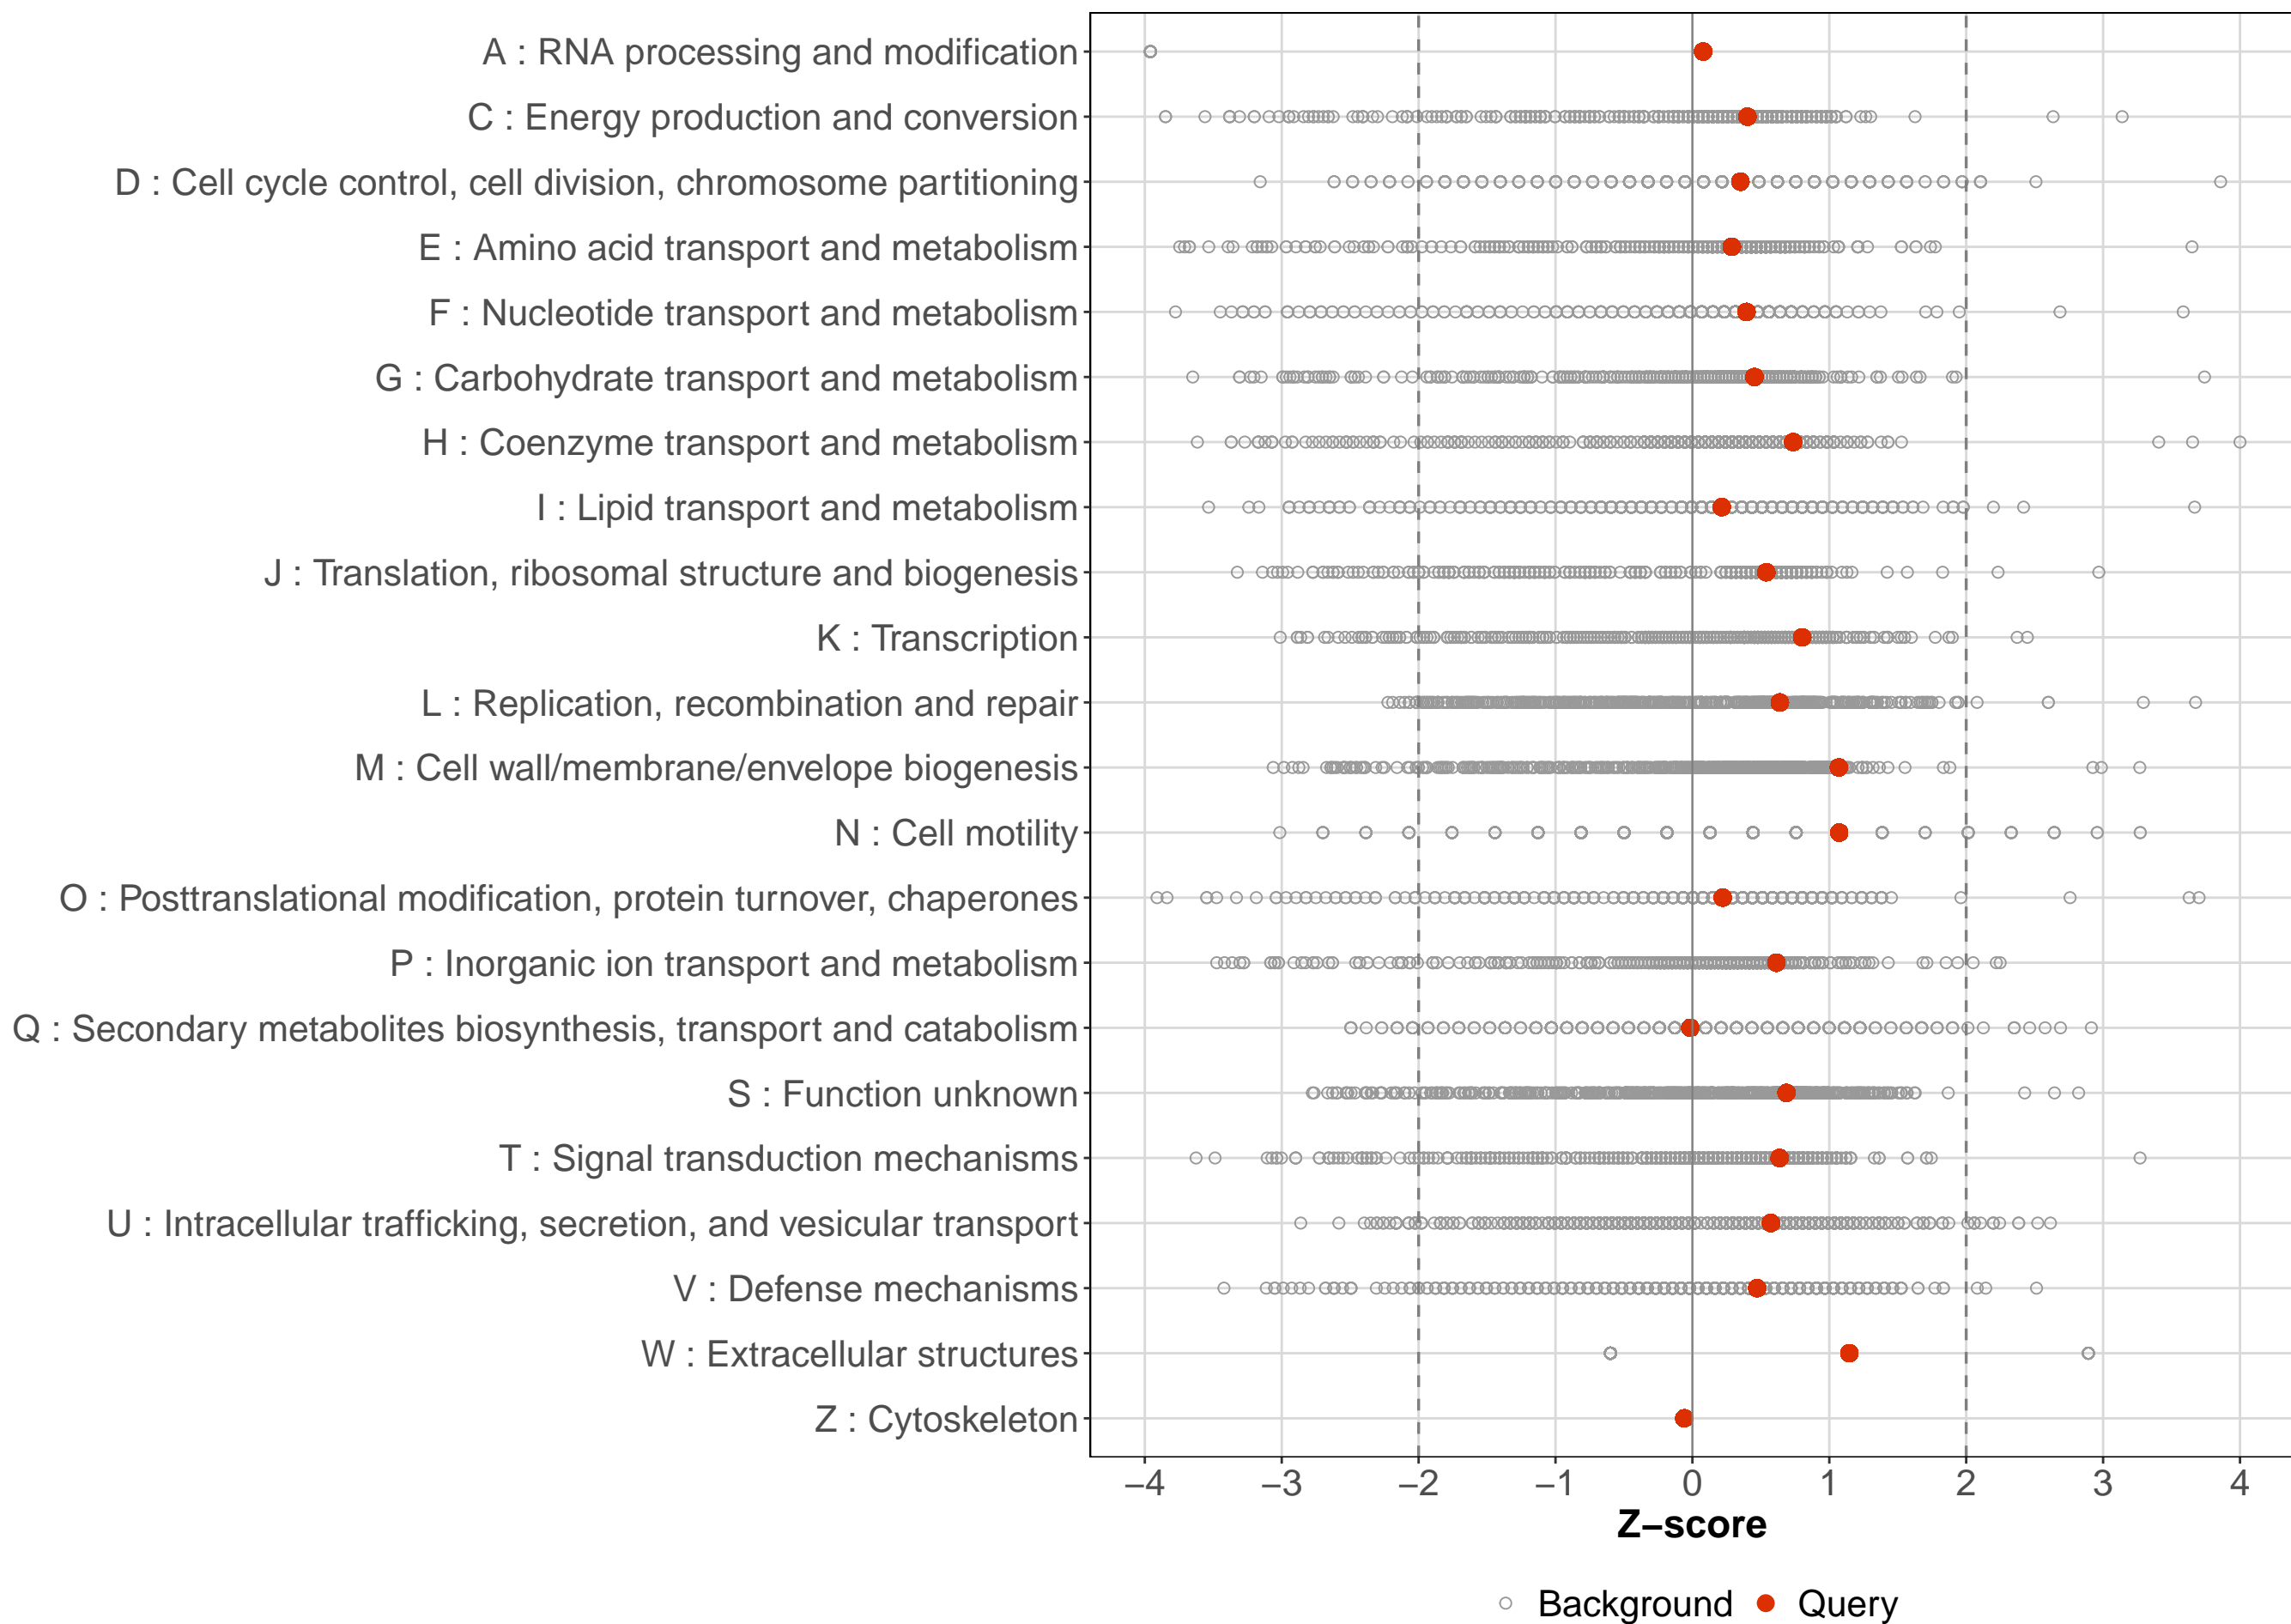 A : RNA processing and modification
C : Energy production and conversion
D : Cell cycle control, cell division, chromosome partitioning
E : Amino acid transport and metabolism
F : Nucleotide transport and metabolism
G : Carbohydrate transport and metabolism
H : Coenzyme transport and metabolism
I : Lipid transport and metabolism
J : Translation, ribosomal structure and biogenesis
K : Transcription
L : Replication, recombination and repair
M : Cell wall/membrane/envelope biogenesis
N : Cell motility
O : Posttranslational modification, protein turnover, chaperones
P : Inorganic ion transport and metabolism
Q : Secondary metabolites biosynthesis, transport and catabolism
S : Function unknown
T : Signal transduction mechanisms
U : Intracellular trafficking, secretion, and vesicular transport
V : Defense mechanisms
W : Extracellular structures
Z : Cytoskeleton
−4 −3 −2 −1 0 1 2 3 4
Z−score
Background Query